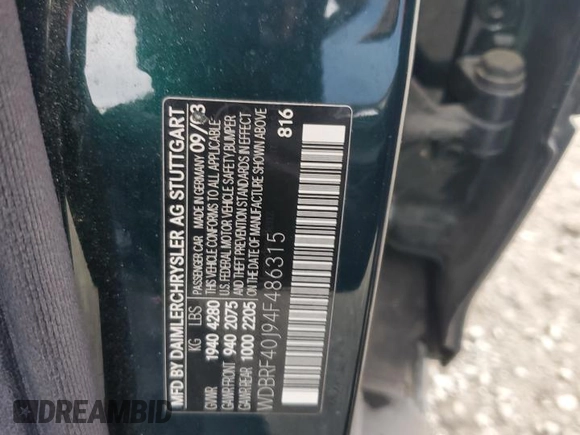 MFD BY DAIMLERCHRYSLER AG STUTTGART
PASSENGER CAR MADE IN GERMANY 09/03
KG LBS THIS VEHICLE CONFORMS TO ALL APPLICABLE
GVWR 1940 4280 U.S. FEDERAL MOTOR VEHICLE SAFETY, BUMPER
GAWR FRONT 940 2075 AND THEFT PREVENTION STANDARDS IN EFFECT
GAWR REAR 1000 2205 ON THE DATE OF MANUFACTURE SHOWN ABOVE
816
WDBRF40J94F486315
DREAMBID